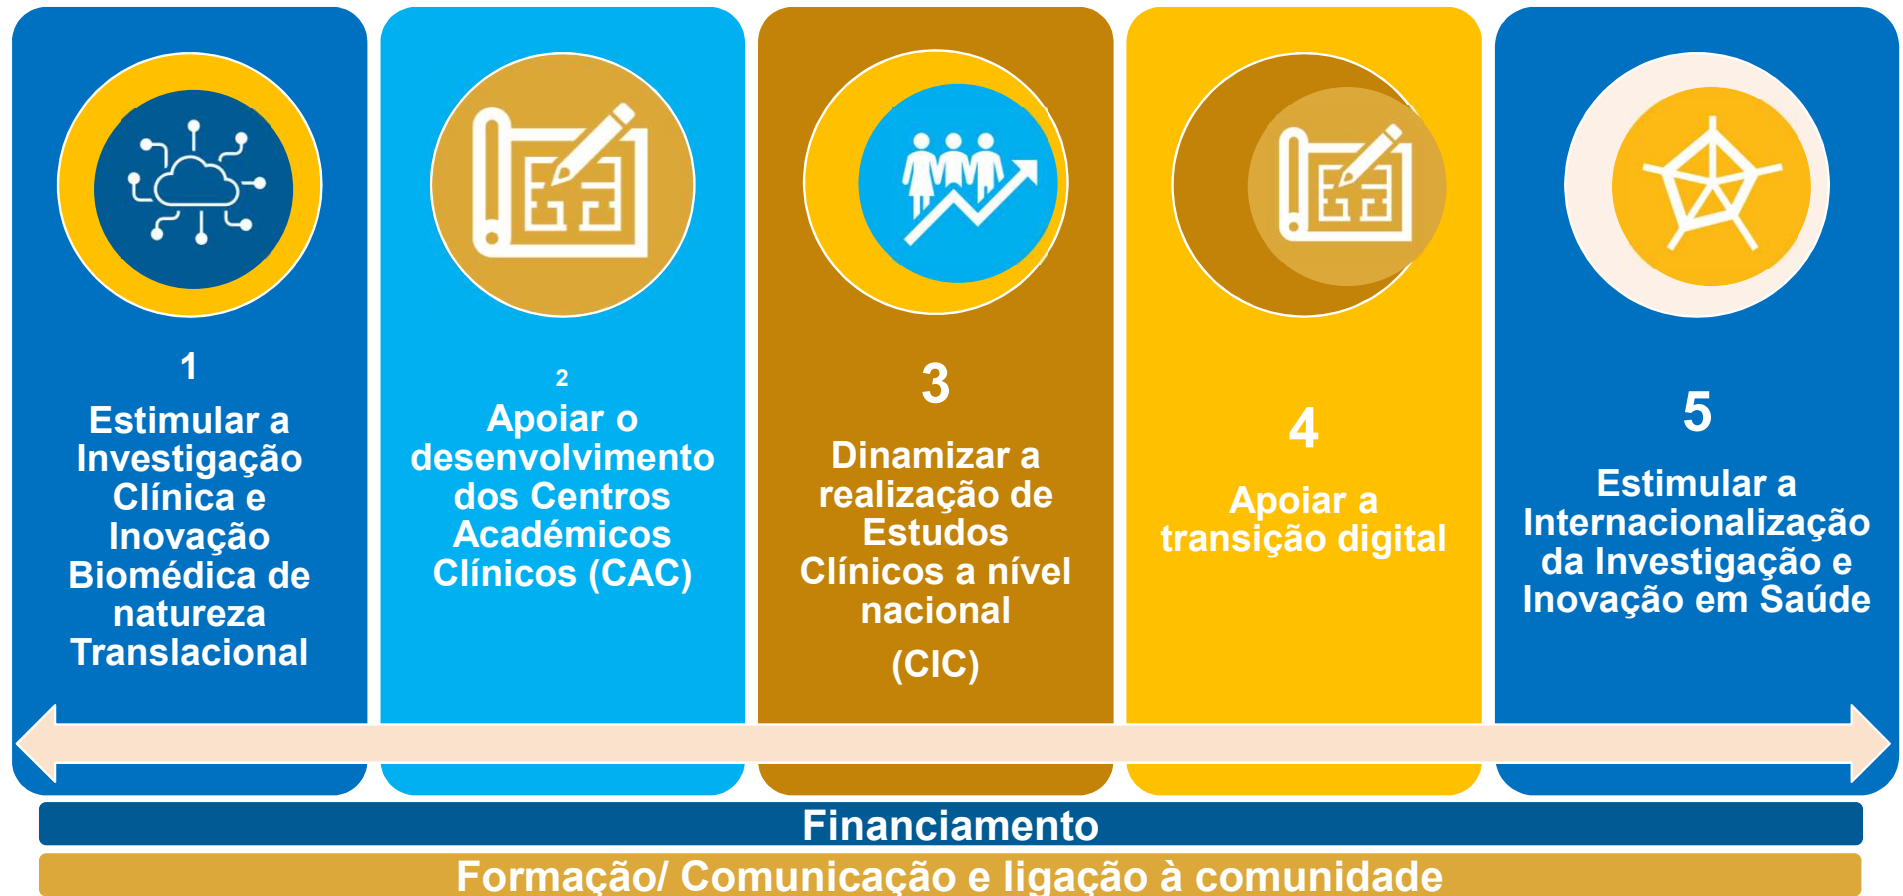 1
Estimular a
Investigação
Clínica e
Inovação
Biomédica de
natureza
Translacional
2
Apoiar o
desenvolvimento
dos Centros
Académicos
Clínicos (CAC)
3
Dinamizar a
realização de
Estudos
Clínicos a nível
nacional
(CIC)
4
Apoiar a
transição digital
5
Estimular a
Internacionalização
da Investigação e
Inovação em Saúde
Financiamento
Formação/ Comunicação e ligação à comunidade